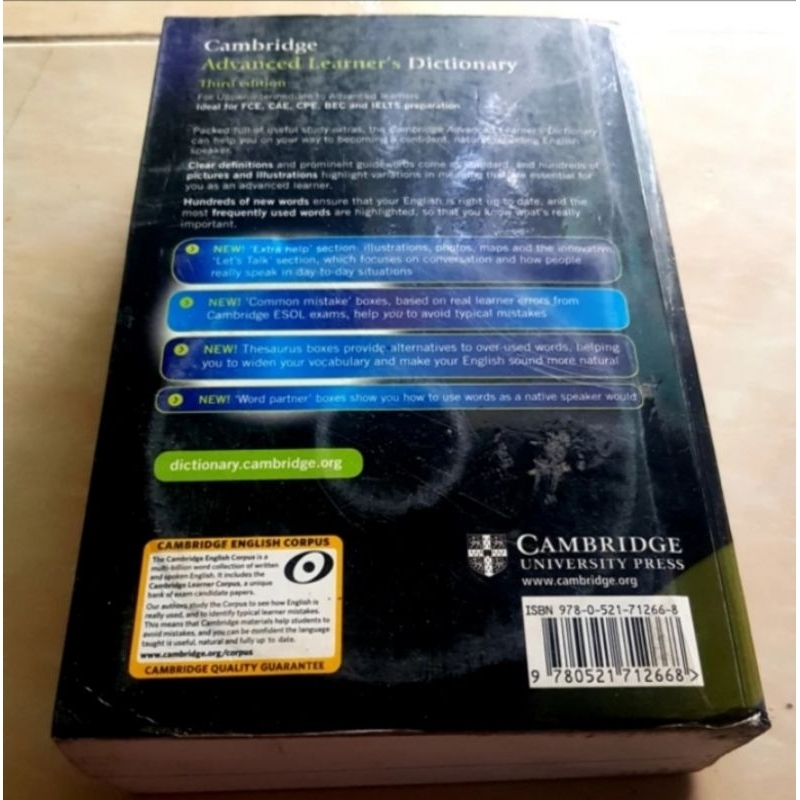 Cambridge
Advanced Learner's Dictionary
Third edition
For Upper-intermediate to Advanced learners
Ideal for FCE, CAE, CPE, BEC and IELTS preparation
Packed full of useful study extras, the Cambridge Advanced Learner's Dictionary
can help you on your way to becoming a confident, natural-sounding English
speaker.
Clear definitions and prominent guidewords come as standard, and hundreds of
pictures and illustrations highlight variations in meaning that are essential for
you as an advanced learner.
Hundreds of new words ensure that your English is right up to date, and the
most frequently used words are highlighted, so that you know what's really
important.
NEW! 'Extra help' section: illustrations, photos, maps and the innovative
'Let's Talk' section, which focuses on conversation and how people
really speak in day-to-day situations
NEW! 'Common mistake' boxes, based on real learner errors from
Cambridge ESOL exams, help you to avoid typical mistakes
NEW! Thesaurus boxes provide alternatives to over-used words, helping
you to widen your vocabulary and make your English sound more natural
NEW! 'Word partner' boxes show you how to use words as a native speaker would
dictionary.cambridge.org
CAMBRIDGE ENGLISH CORPUS
The Cambridge English Corpus is a
multi-billion word collection of written
and spoken English. It includes the
Cambridge Learner Corpus, a unique
bank of exam candidate papers.
Our authors study the Corpus to see how English is
really used, and to identify typical learner mistakes.
This means that Cambridge materials help students to
avoid mistakes, and you can be confident the language
taught is useful, natural and fully up to date.
www.cambridge.org/corpus
CAMBRIDGE QUALITY GUARANTEE
CAMBRIDGE
UNIVERSITY PRESS
www.cambridge.org
ISBN 978-0-521-71266-8
9 780521 712668 >